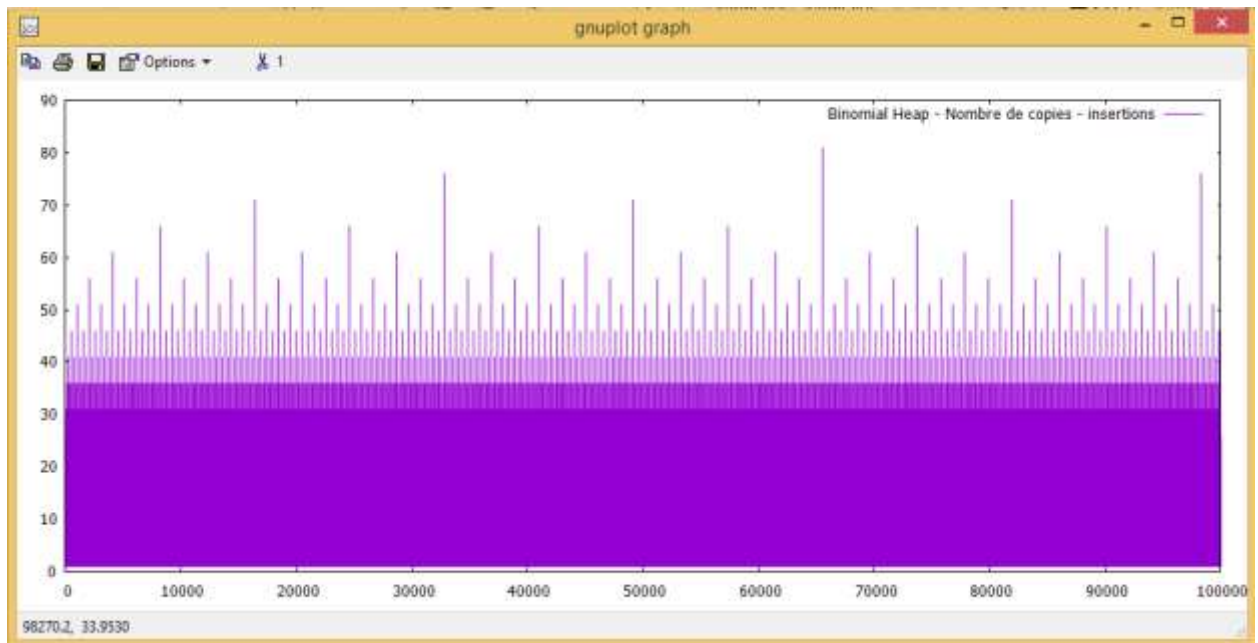 gnuplot graph
Options 1
Binomial Heap - Nombre de copies - insertions
90
80
70
60
50
40
30
20
10
0
0 10000 20000 30000 40000 50000 60000 70000 80000 90000 100000
98270.2, 33.9530